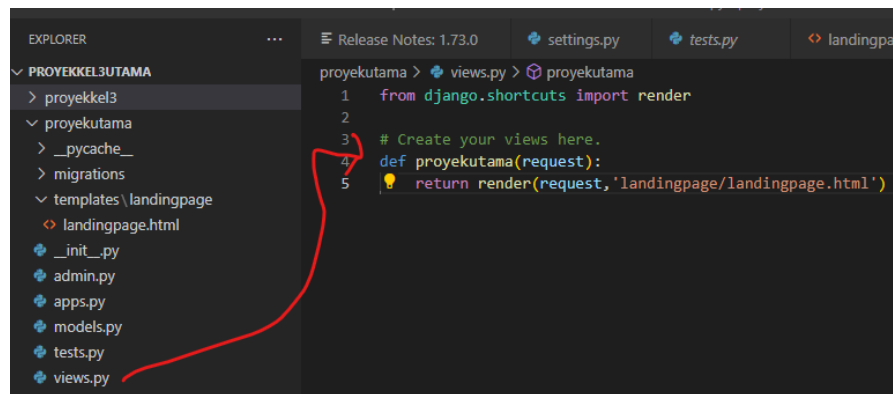 EXPLORER ...
PROYEKKEL3UTAMA
proyekkel3
proyekutama
__pycache__
migrations
templates\landingpage
landingpage.html
__init__.py
admin.py
apps.py
models.py
tests.py
views.py
Release Notes: 1.73.0 settings.py tests.py landingpa
proyekutama > views.py > proyekutama
1 from django.shortcuts import render
2
3 # Create your views here.
4 def proyekutama(request):
5 return render(request,'landingpage/landingpage.html')